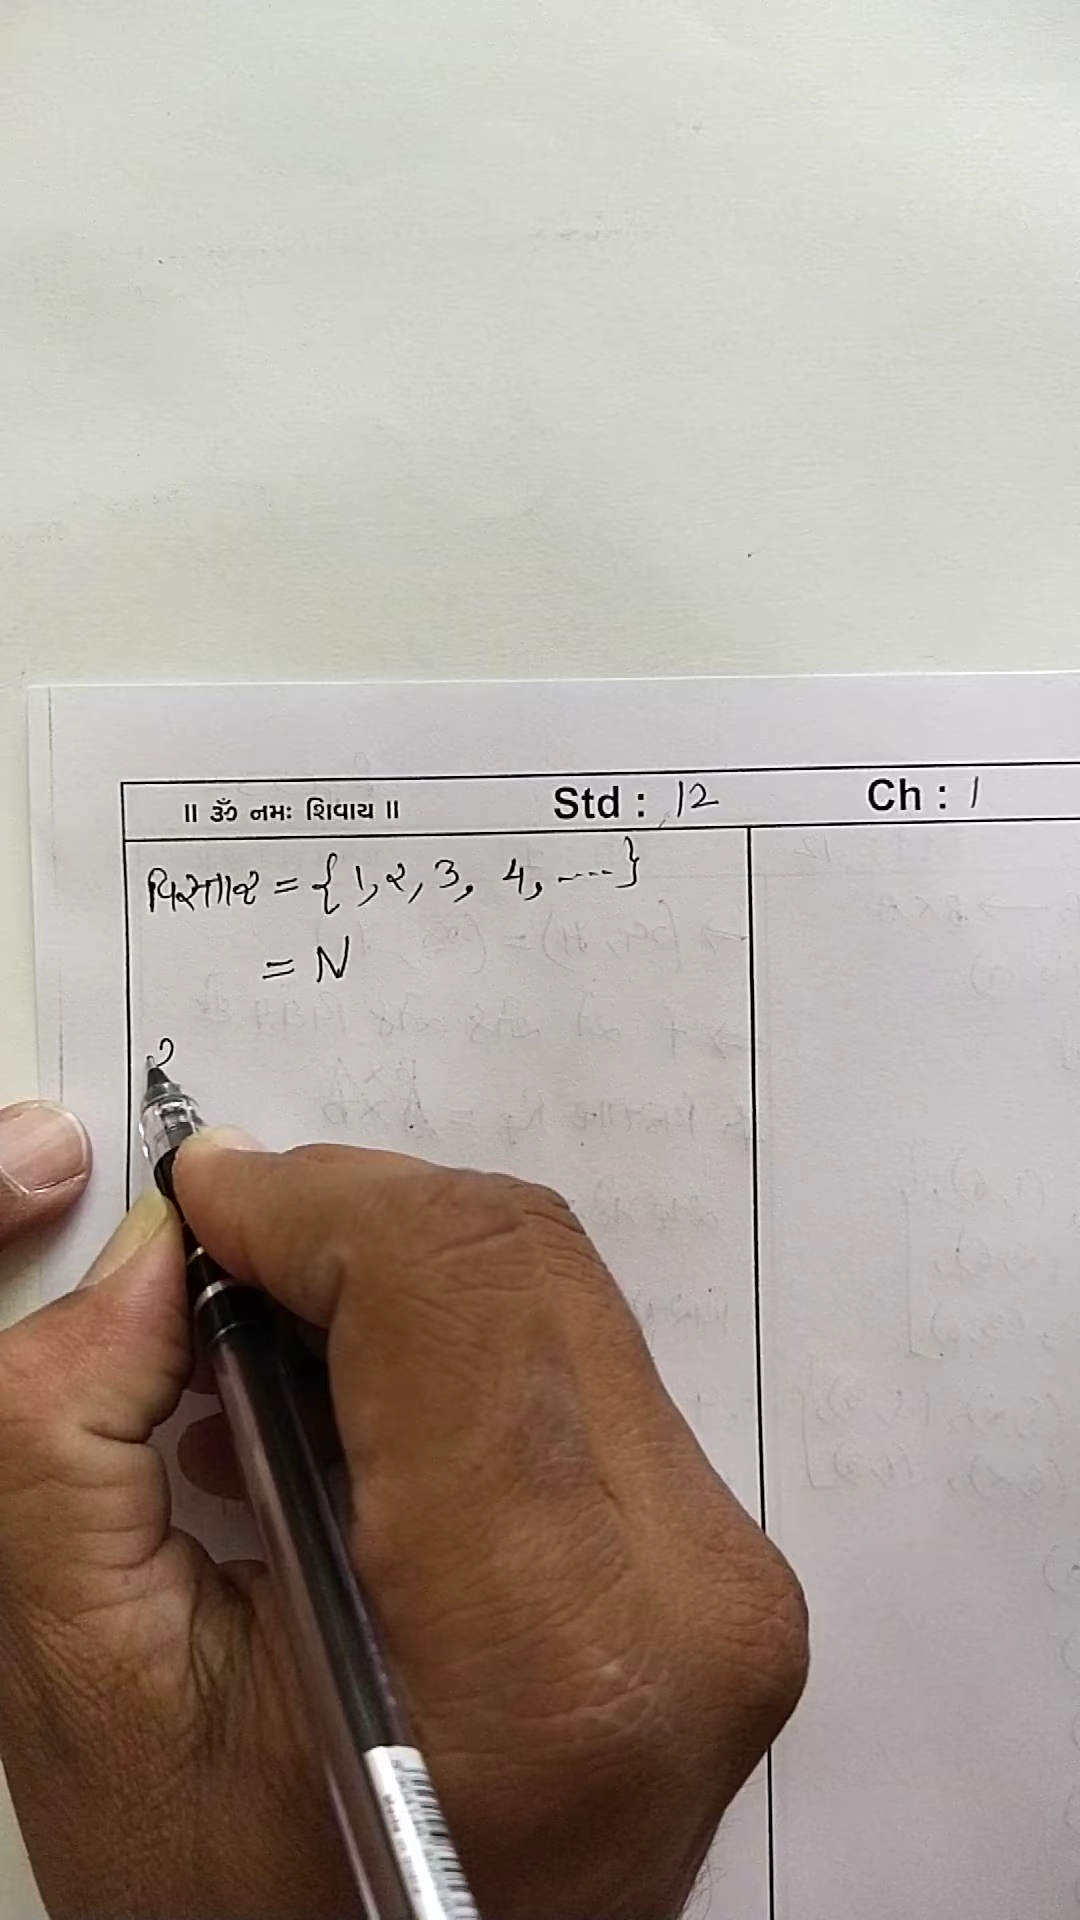 ॥ ૐ નમઃ શિવાય ॥ Std : 12 Ch : 1
વિસ્તાર = { 1, 2, 3, 4, .... }
= N